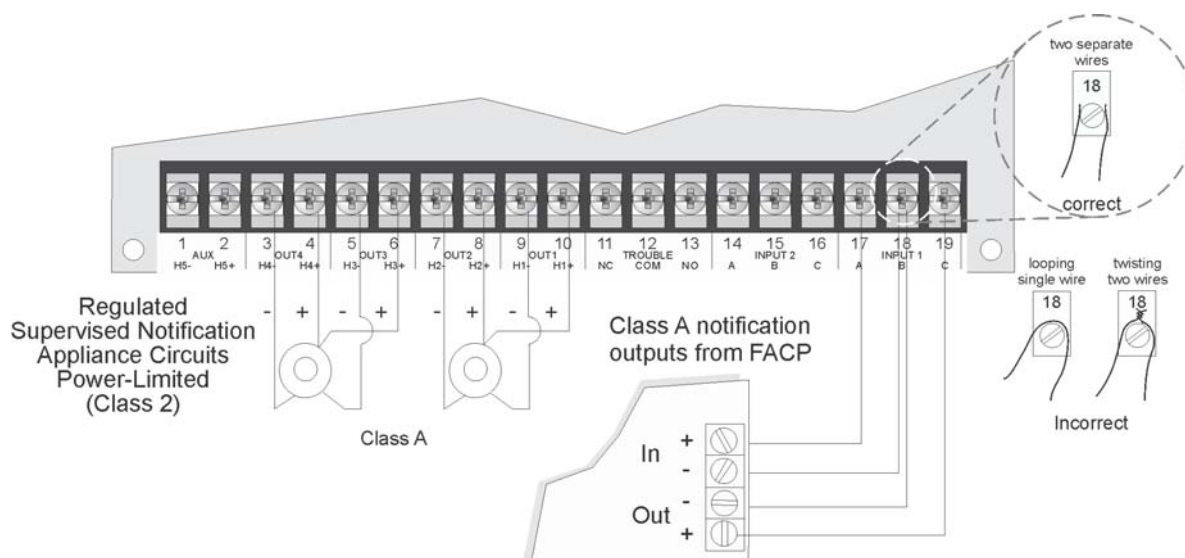 two separate
wires
18
correct
1 2 3 4 5 6 7 8 9 10 11 12 13 14 15 16 17 18 19
AUX OUT4 OUT3 OUT2 OUT1 TROUBLE INPUT 2 INPUT 1
H5- H5+ H4- H4+ H3- H3+ H2- H2+ H1- H1+ NC COM NO A B C A B C
looping
single wire
18
twisting
two wires
18
Incorrect
- + - + - + - +
Regulated
Supervised Notification
Appliance Circuits
Power-Limited
(Class 2)
Class A
Class A notification
outputs from FACP
In + -
Out - +